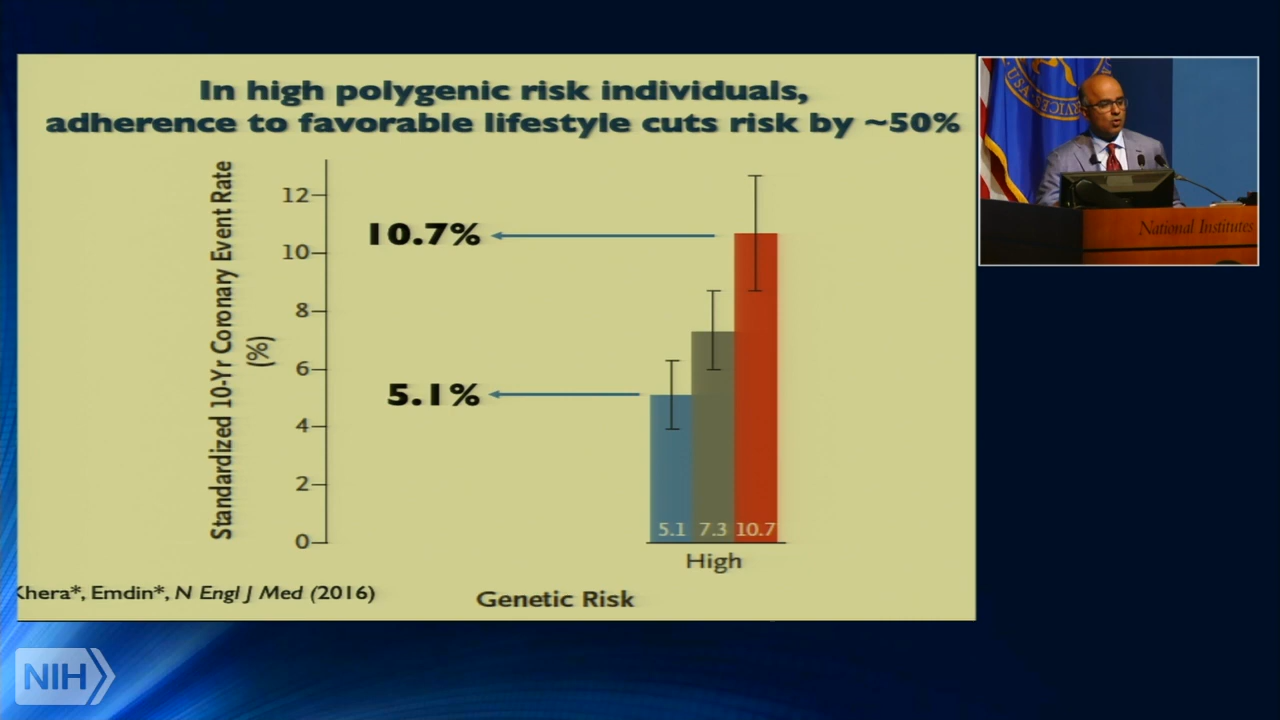 In high polygenic risk individuals,
adherence to favorable lifestyle cuts risk by ~50%
Standardized 10-Yr Coronary Event Rate
(%)
12
10
8
6
4
2
0
10.7%
5.1%
5.1 7.3 10.7
High
Genetic Risk
Khera*, Emdin*, N Engl J Med (2016)
SERVICES·USA
National Institutes
NIH